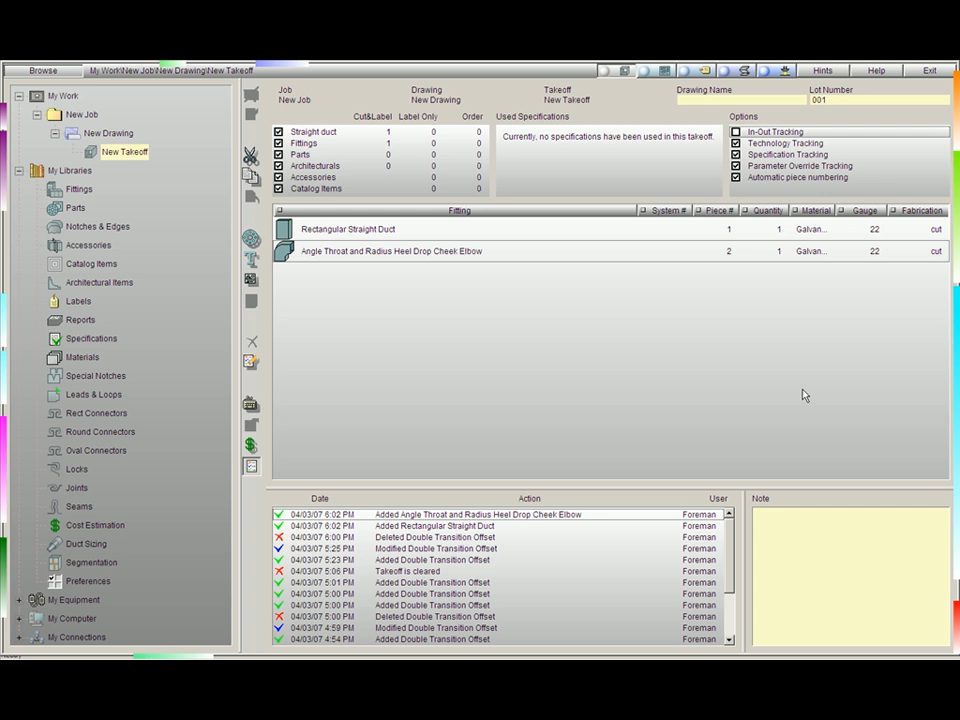 Browse My Work\New Job\New Drawing\New Takeoff Hints Help Exit
My Work
New Job
New Drawing
New Takeoff
My Libraries
Fittings
Parts
Notches & Edges
Accessories
Catalog Items
Architectural Items
Labels
Reports
Specifications
Materials
Special Notches
Leads & Loops
Rect Connectors
Round Connectors
Oval Connectors
Locks
Joints
Seams
Cost Estimation
Duct Sizing
Segmentation
Preferences
My Equipment
My Computer
My Connections
Job Drawing Takeoff Drawing Name Lot Number
New Job New Drawing New Takeoff 001
Cut&Label Label Only Order Used Specifications Options
Straight duct 1 0 0
Fittings 1 0 0
Parts 0 0 0
Architecturals 0 0 0
Accessories 0 0
Catalog Items 0 0
Currently, no specifications have been used in this takeoff.
In-Out Tracking
Technology Tracking
Specification Tracking
Parameter Override Tracking
Automatic piece numbering
Fitting System # Piece # Quantity Material Gauge Fabrication
Rectangular Straight Duct 1 1 Galvan... 22 cut
Angle Throat and Radius Heel Drop Cheek Elbow 2 1 Galvan... 22 cut
Date Action User Note
04/03/07 6:02 PM Added Angle Throat and Radius Heel Drop Cheek Elbow Foreman
04/03/07 6:02 PM Added Rectangular Straight Duct Foreman
04/03/07 6:00 PM Deleted Double Transition Offset Foreman
04/03/07 5:25 PM Modified Double Transition Offset Foreman
04/03/07 5:23 PM Added Double Transition Offset Foreman
04/03/07 5:06 PM Takeoff is cleared Foreman
04/03/07 5:01 PM Added Double Transition Offset Foreman
04/03/07 5:00 PM Added Double Transition Offset Foreman
04/03/07 5:00 PM Added Double Transition Offset Foreman
04/03/07 5:00 PM Deleted Double Transition Offset Foreman
04/03/07 4:59 PM Modified Double Transition Offset Foreman
04/03/07 4:54 PM Added Double Transition Offset Foreman